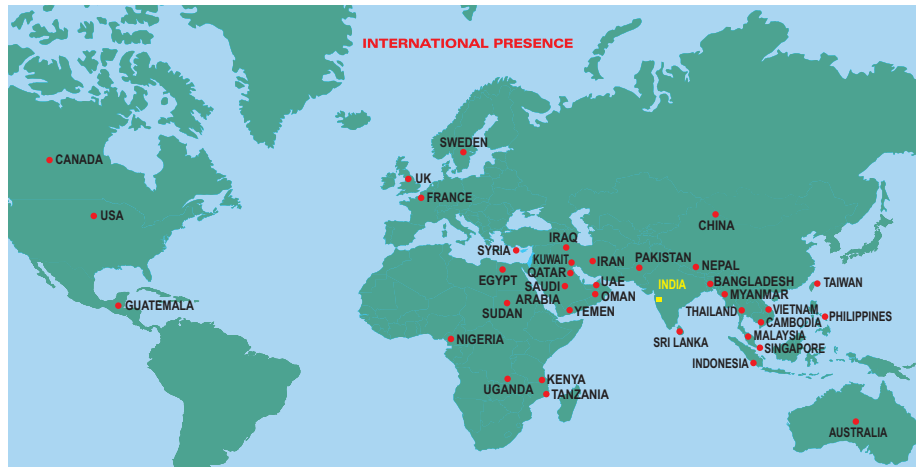 INTERNATIONAL PRESENCE
SWEDEN
CANADA
UK
FRANCE
USA
CHINA
IRAQ
SYRIA
KUWAIT
IRAN
PAKISTAN
NEPAL
QATAR
EGYPT
UAE
INDIA
BANGLADESH
TAIWAN
SAUDI
ARABIA
OMAN
MYANMAR
GUATEMALA
SUDAN
YEMEN
THAILAND
VIETNAM
PHILIPPINES
CAMBODIA
NIGERIA
SRI LANKA
MALAYSIA
SINGAPORE
INDONESIA
UGANDA
KENYA
TANZANIA
AUSTRALIA